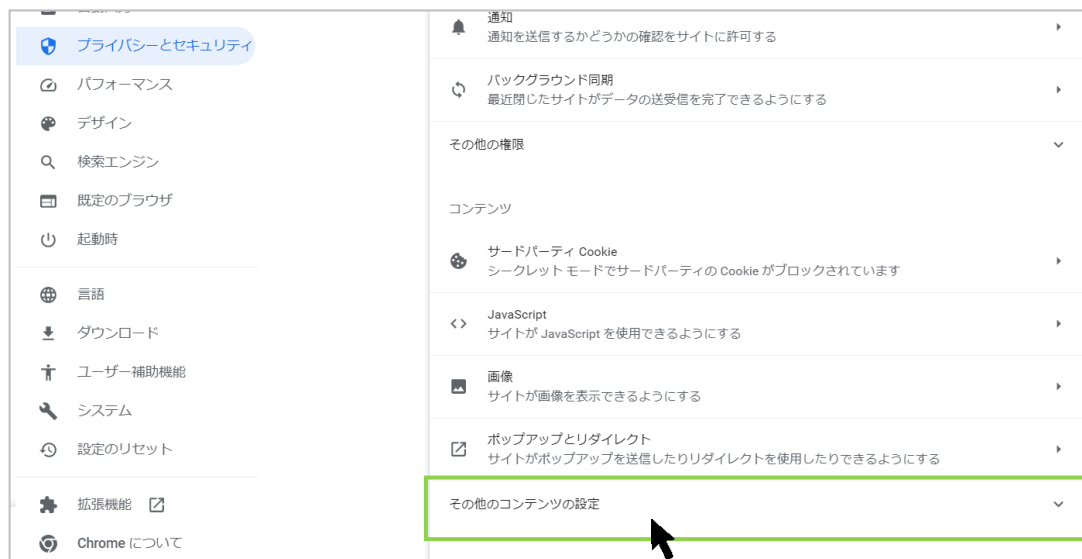 プライバシーとセキュリティ
パフォーマンス
デザイン
検索エンジン
既定のブラウザ
起動時
言語
ダウンロード
ユーザー補助機能
システム
設定のリセット
拡張機能
Chrome について
通知
通知を送信するかどうかの確認をサイトに許可する
バックグラウンド同期
最近閉じたサイトがデータの送受信を完了できるようにする
その他の権限
コンテンツ
サードパーティ Cookie
シークレット モードでサードパーティの Cookie がブロックされています
JavaScript
サイトが JavaScript を使用できるようにする
画像
サイトが画像を表示できるようにする
ポップアップとリダイレクト
サイトがポップアップを送信したりリダイレクトを使用したりできるようにする
その他のコンテンツの設定